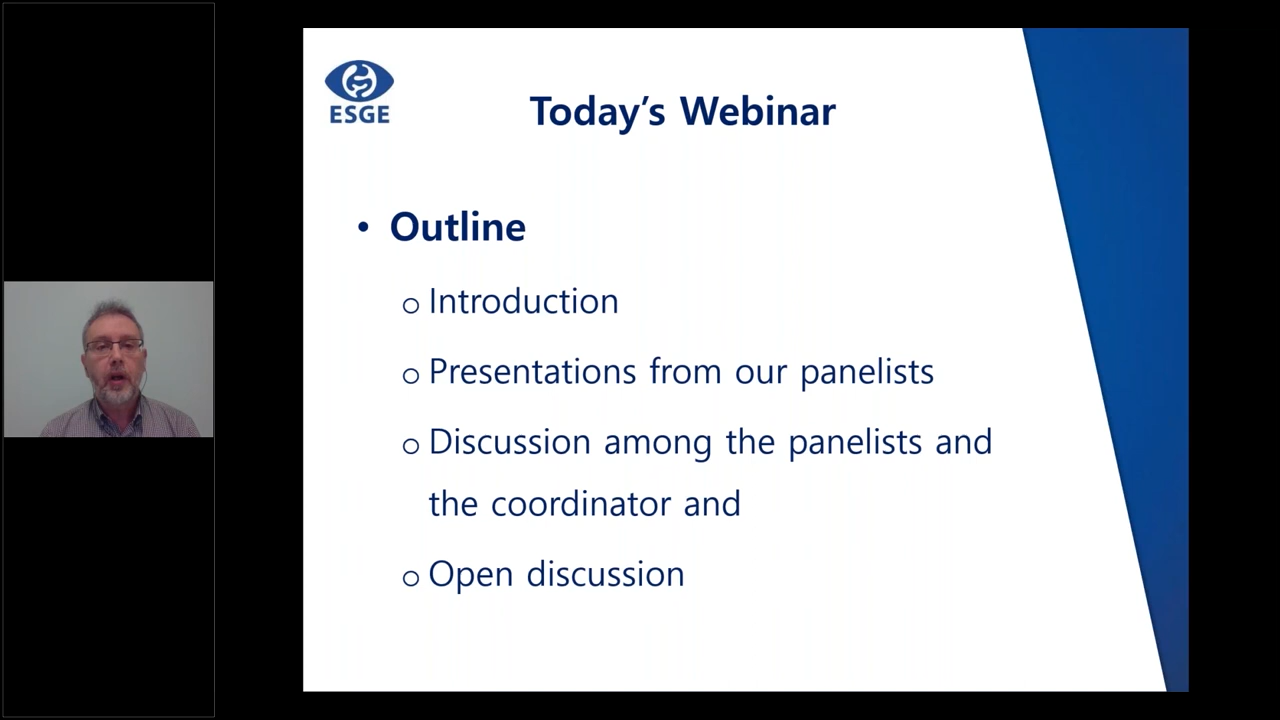 ESGE
Today's Webinar
• Outline
o Introduction
o Presentations from our panelists
o Discussion among the panelists and
the coordinator and
o Open discussion